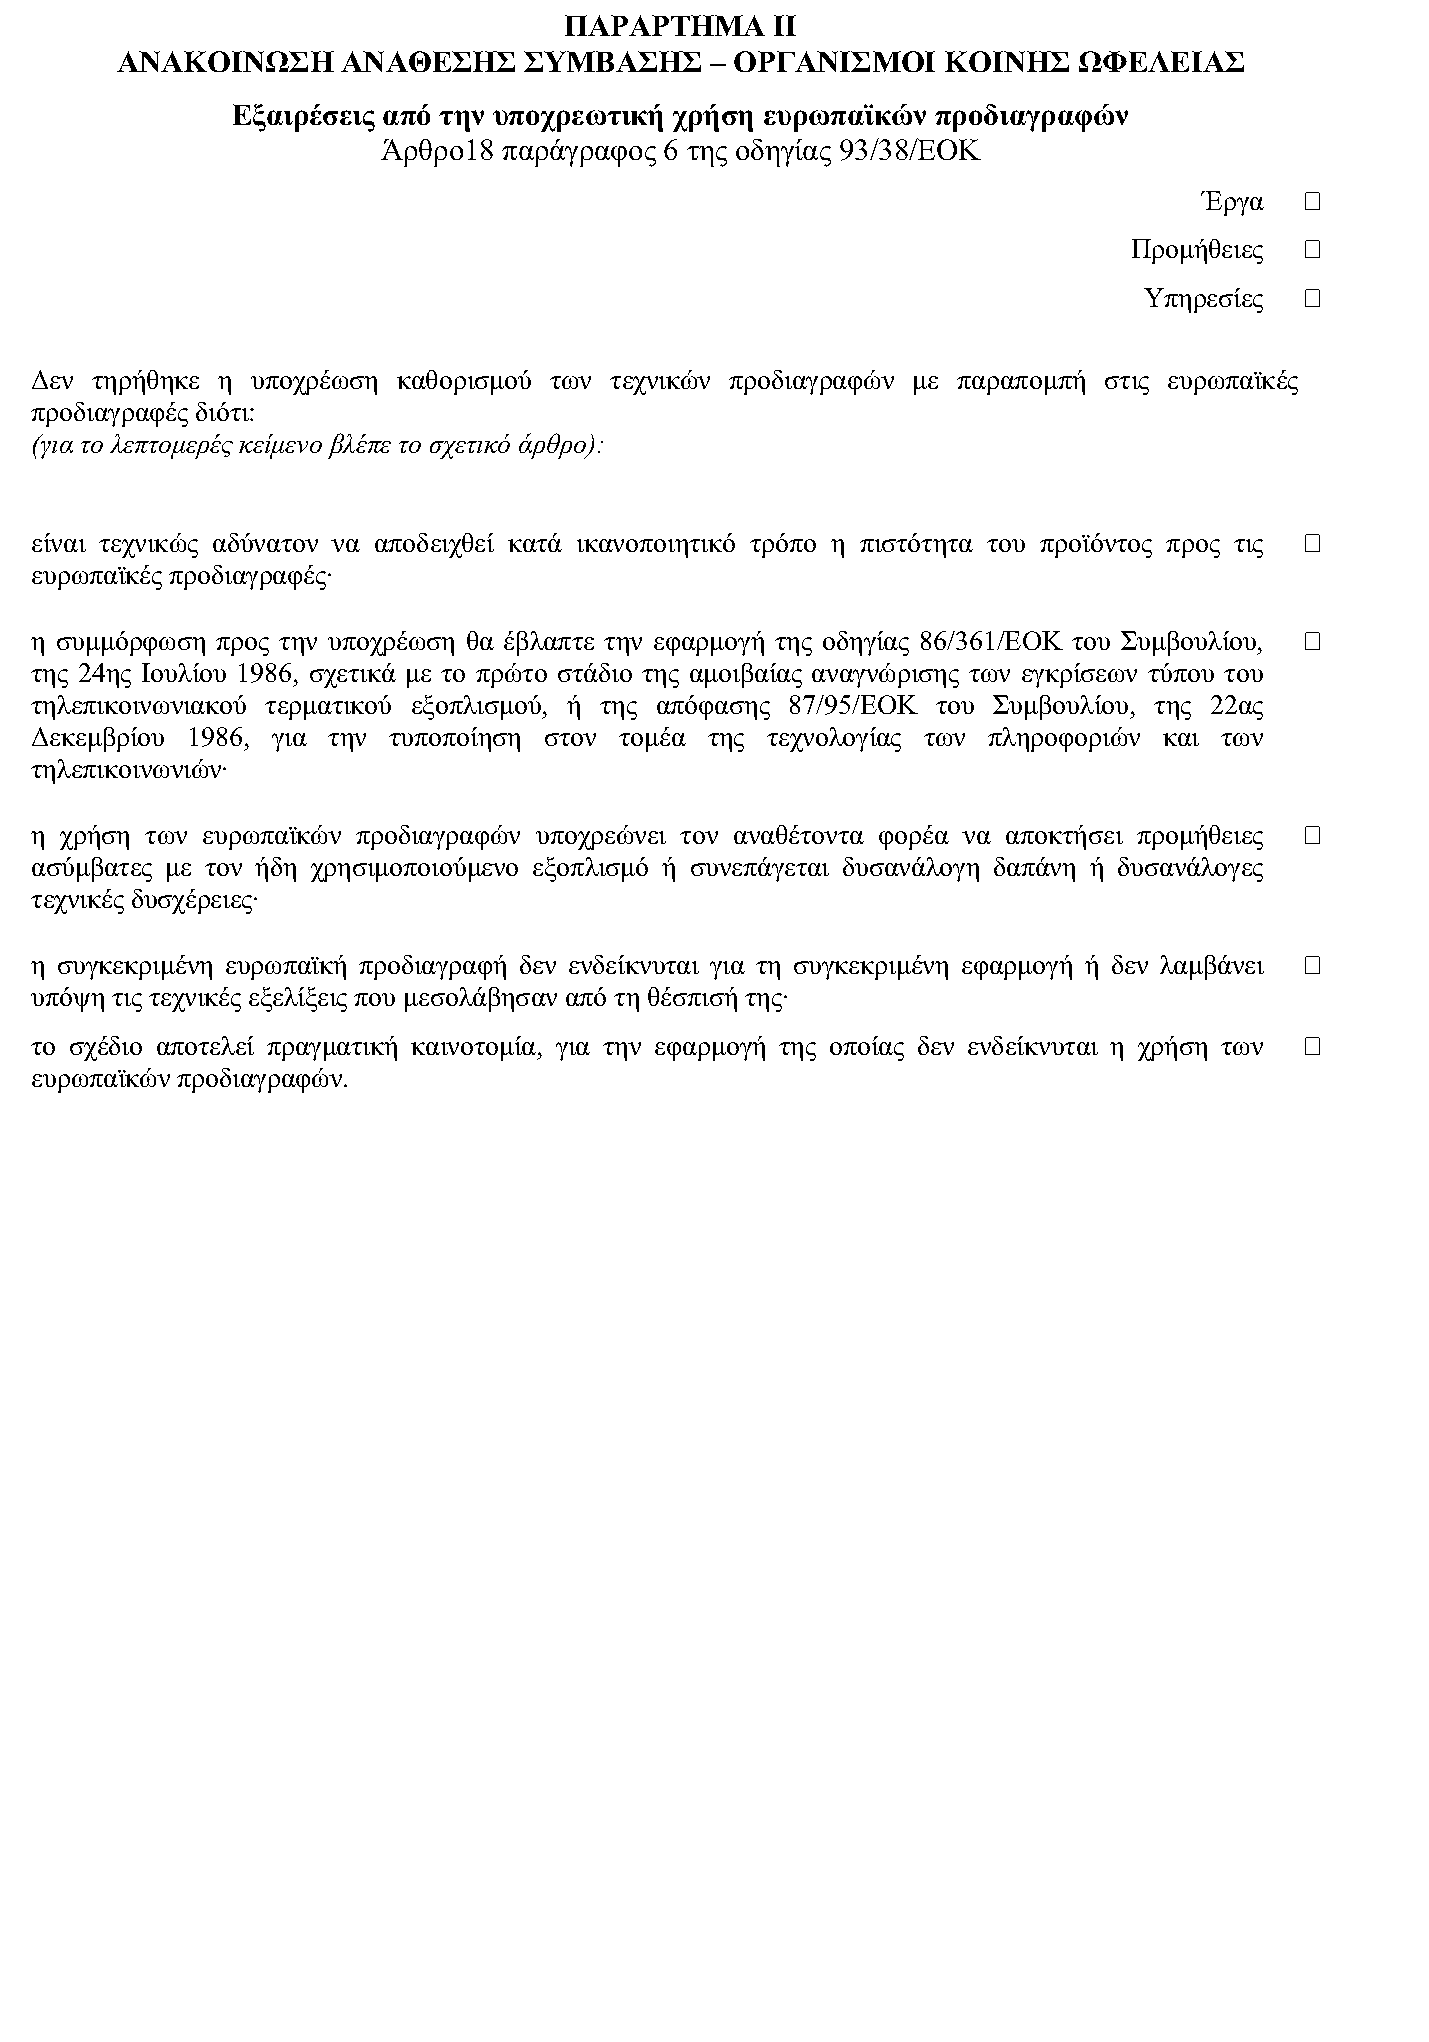 ΠΑΡΑΡΤΗΜΑ ΙΙ
ΑΝΑΚΟΙΝΩΣΗ ΑΝΑΘΕΣΗΣ ΣΥΜΒΑΣΗΣ – ΟΡΓΑΝΙΣΜΟΙ ΚΟΙΝΗΣ ΩΦΕΛΕΙΑΣ
Εξαιρέσεις από την υποχρεωτική χρήση ευρωπαϊκών προδιαγραφών
Άρθρο18 παράγραφος 6 της οδηγίας 93/38/ΕΟΚ
Έργα □
Προμήθειες □
Υπηρεσίες □
Δεν τηρήθηκε η υποχρέωση καθορισμού των τεχνικών προδιαγραφών με παραπομπή στις ευρωπαϊκές
προδιαγραφές διότι:
(για το λεπτομερές κείμενο βλέπε το σχετικό άρθρο):
είναι τεχνικώς αδύνατον να αποδειχθεί κατά ικανοποιητικό τρόπο η πιστότητα του προϊόντος προς τις □
ευρωπαϊκές προδιαγραφές·
η συμμόρφωση προς την υποχρέωση θα έβλαπτε την εφαρμογή της οδηγίας 86/361/ΕΟΚ του Συμβουλίου, □
της 24ης Ιουλίου 1986, σχετικά με το πρώτο στάδιο της αμοιβαίας αναγνώρισης των εγκρίσεων τύπου του
τηλεπικοινωνιακού τερματικού εξοπλισμού, ή της απόφασης 87/95/ΕΟΚ του Συμβουλίου, της 22ας
Δεκεμβρίου 1986, για την τυποποίηση στον τομέα της τεχνολογίας των πληροφοριών και των
τηλεπικοινωνιών·
η χρήση των ευρωπαϊκών προδιαγραφών υποχρεώνει τον αναθέτοντα φορέα να αποκτήσει προμήθειες □
ασύμβατες με τον ήδη χρησιμοποιούμενο εξοπλισμό ή συνεπάγεται δυσανάλογη δαπάνη ή δυσανάλογες
τεχνικές δυσχέρειες·
η συγκεκριμένη ευρωπαϊκή προδιαγραφή δεν ενδείκνυται για τη συγκεκριμένη εφαρμογή ή δεν λαμβάνει □
υπόψη τις τεχνικές εξελίξεις που μεσολάβησαν από τη θέσπισή της·
το σχέδιο αποτελεί πραγματική καινοτομία, για την εφαρμογή της οποίας δεν ενδείκνυται η χρήση των □
ευρωπαϊκών προδιαγραφών.